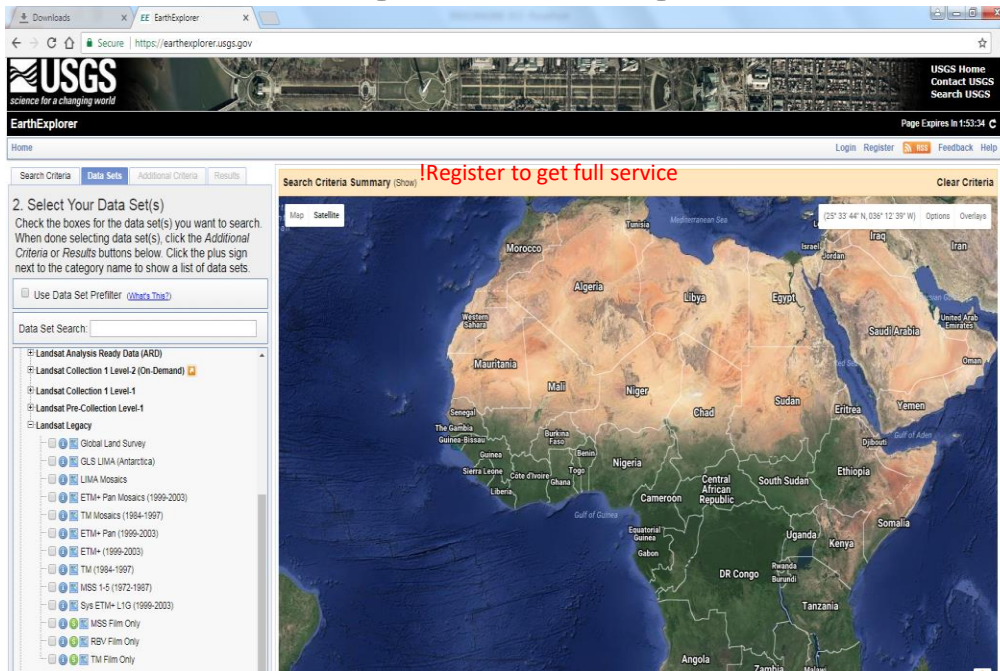 Downloads
EE EarthExplorer
Secure | https://earthexplorer.usgs.gov
USGS
science for a changing world
USGS Home
Contact USGS
Search USGS
EarthExplorer
Page Expires In 1:53:34
Home
Login Register RSS Feedback Help
Search Criteria Data Sets Additional Criteria Results
2. Select Your Data Set(s)
Check the boxes for the data set(s) you want to search.
When done selecting data set(s), click the Additional
Criteria or Results buttons below. Click the plus sign
next to the category name to show a list of data sets.
Use Data Set Prefilter (What's This?)
Data Set Search:
Landsat Analysis Ready Data (ARD)
Landsat Collection 1 Level-2 (On-Demand)
Landsat Collection 1 Level-1
Landsat Pre-Collection Level-1
Landsat Legacy
Global Land Survey
GLS LIMA (Antarctica)
LIMA Mosaics
ETM+ Pan Mosaics (1999-2003)
TM Mosaics (1984-1997)
ETM+ Pan (1999-2003)
ETM+ (1999-2003)
TM (1984-1997)
MSS 1-5 (1972-1987)
Sys ETM+ L1G (1999-2003)
MSS Film Only
RBV Film Only
TM Film Only
Search Criteria Summary (Show)
!Register to get full service
Clear Criteria
Map Satellite
(25° 33' 44" N, 036° 12' 39" W) Options Overlays
Tunisia
Mediterranean Sea
Iraq
Iran
Israel
Jordan
Morocco
Algeria
Libya
Egypt
Western
Sahara
Saudi Arabia
United Arab
Emirates
Oman
Mauritania
Mali
Niger
Chad
Sudan
Eritrea
Yemen
Senegal
The Gambia
Guinea-Bissau
Burkina
Faso
Gulf of Aden
Djibouti
Guinea
Benin
Nigeria
Sierra Leone
Côte d'Ivoire
Togo
Ghana
Liberia
Central
African
Republic
South Sudan
Ethiopia
Cameroon
Gulf of Guinea
Somalia
Equatorial
Guinea
Uganda
Kenya
Gabon
DR Congo
Rwanda
Burundi
Tanzania
Angola
Zambia
Malawi